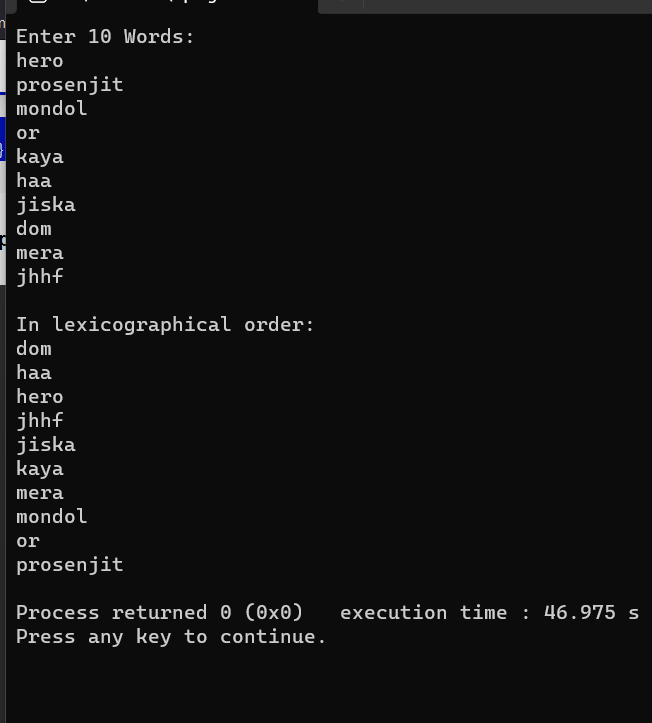 Enter 10 Words:
hero
prosenjit
mondol
or
kaya
haa
jiska
dom
mera
jhhf

In lexicographical order:
dom
haa
hero
jhhf
jiska
kaya
mera
mondol
or
prosenjit

Process returned 0 (0x0)   execution time : 46.975 s
Press any key to continue.